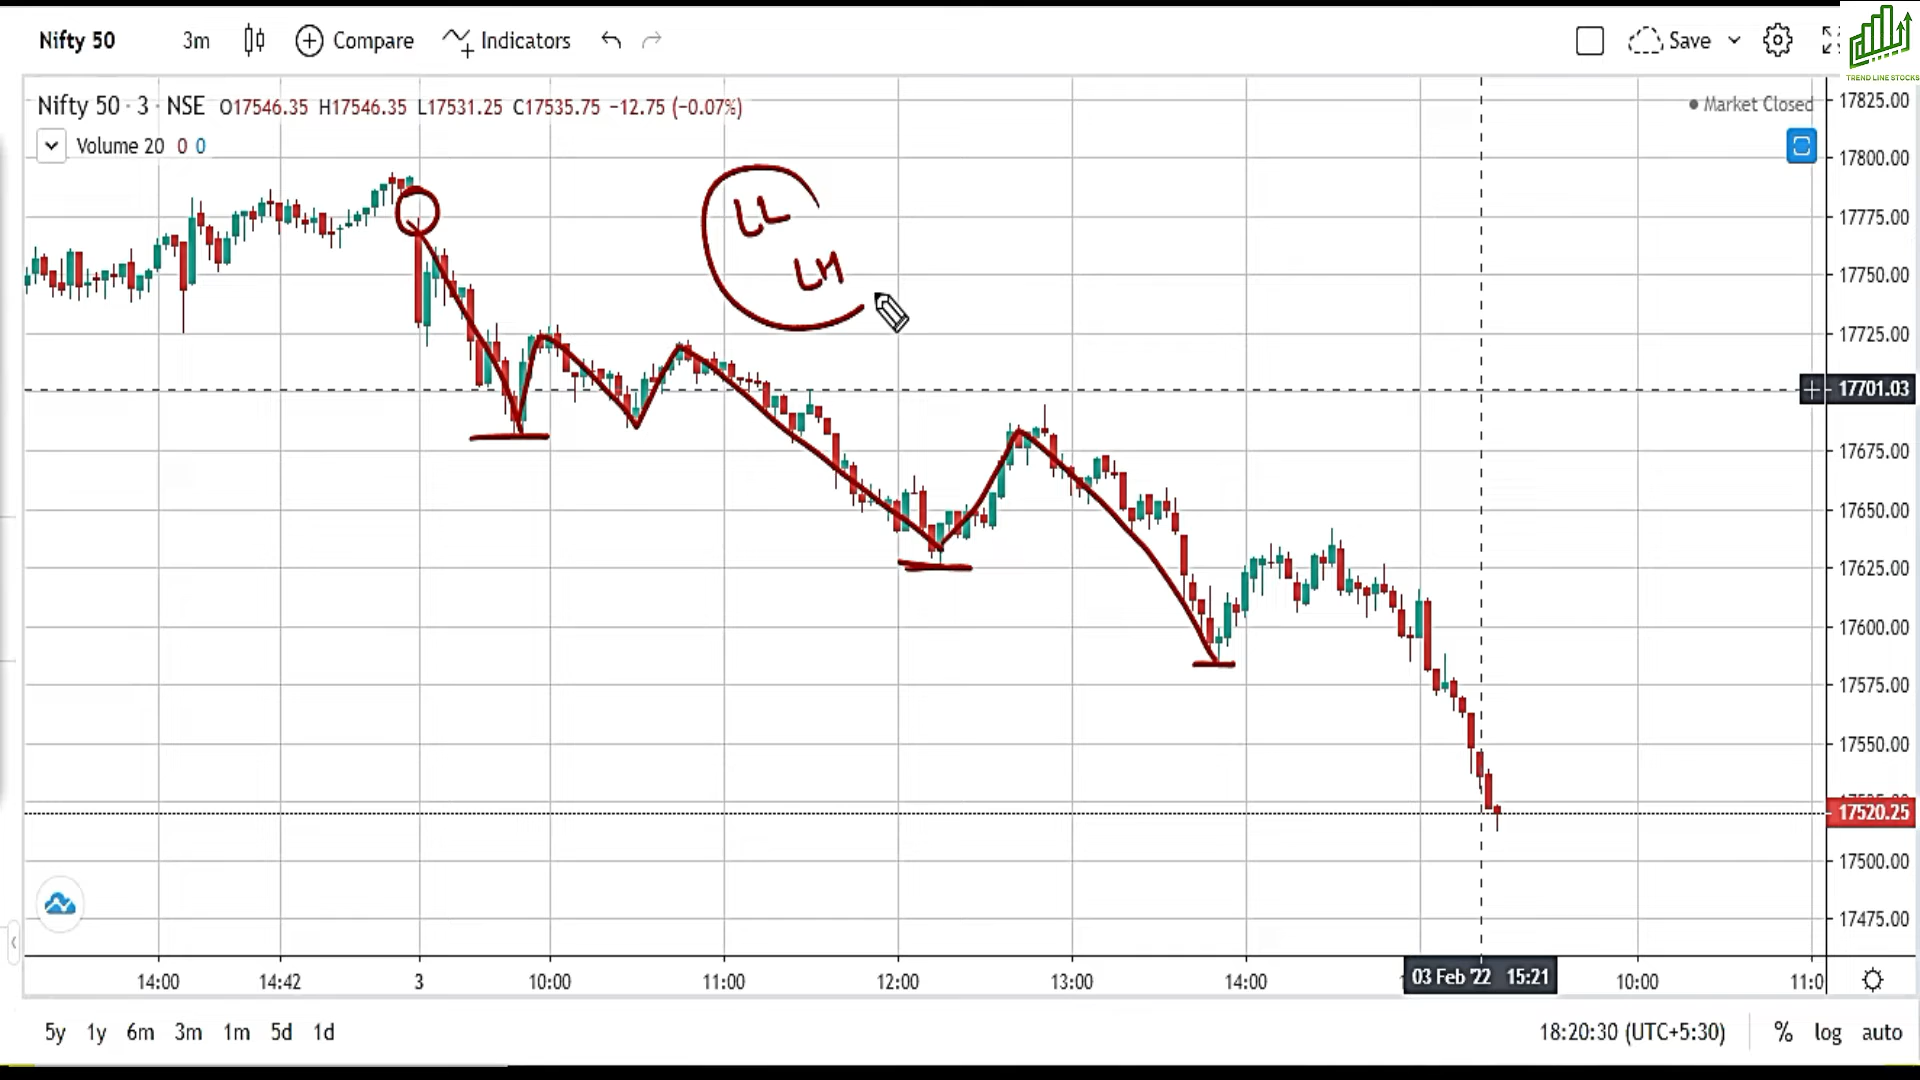 Nifty 50 3m Compare Indicators Save
TREND LINE STOCKS
Nifty 50 · 3 · NSE O17546.35 H17546.35 L17531.25 C17535.75 −12.75 (−0.07%)
Market Closed
Volume 20 0 0
LL
LH
17825.00
17800.00
17775.00
17750.00
17725.00
17701.03
17675.00
17650.00
17625.00
17600.00
17575.00
17550.00
17520.25
17500.00
17475.00
14:00 14:42 3 10:00 11:00 12:00 13:00 14:00 03 Feb '22 15:21 10:00 11:0
5y 1y 6m 3m 1m 5d 1d 18:20:30 (UTC+5:30) % log auto